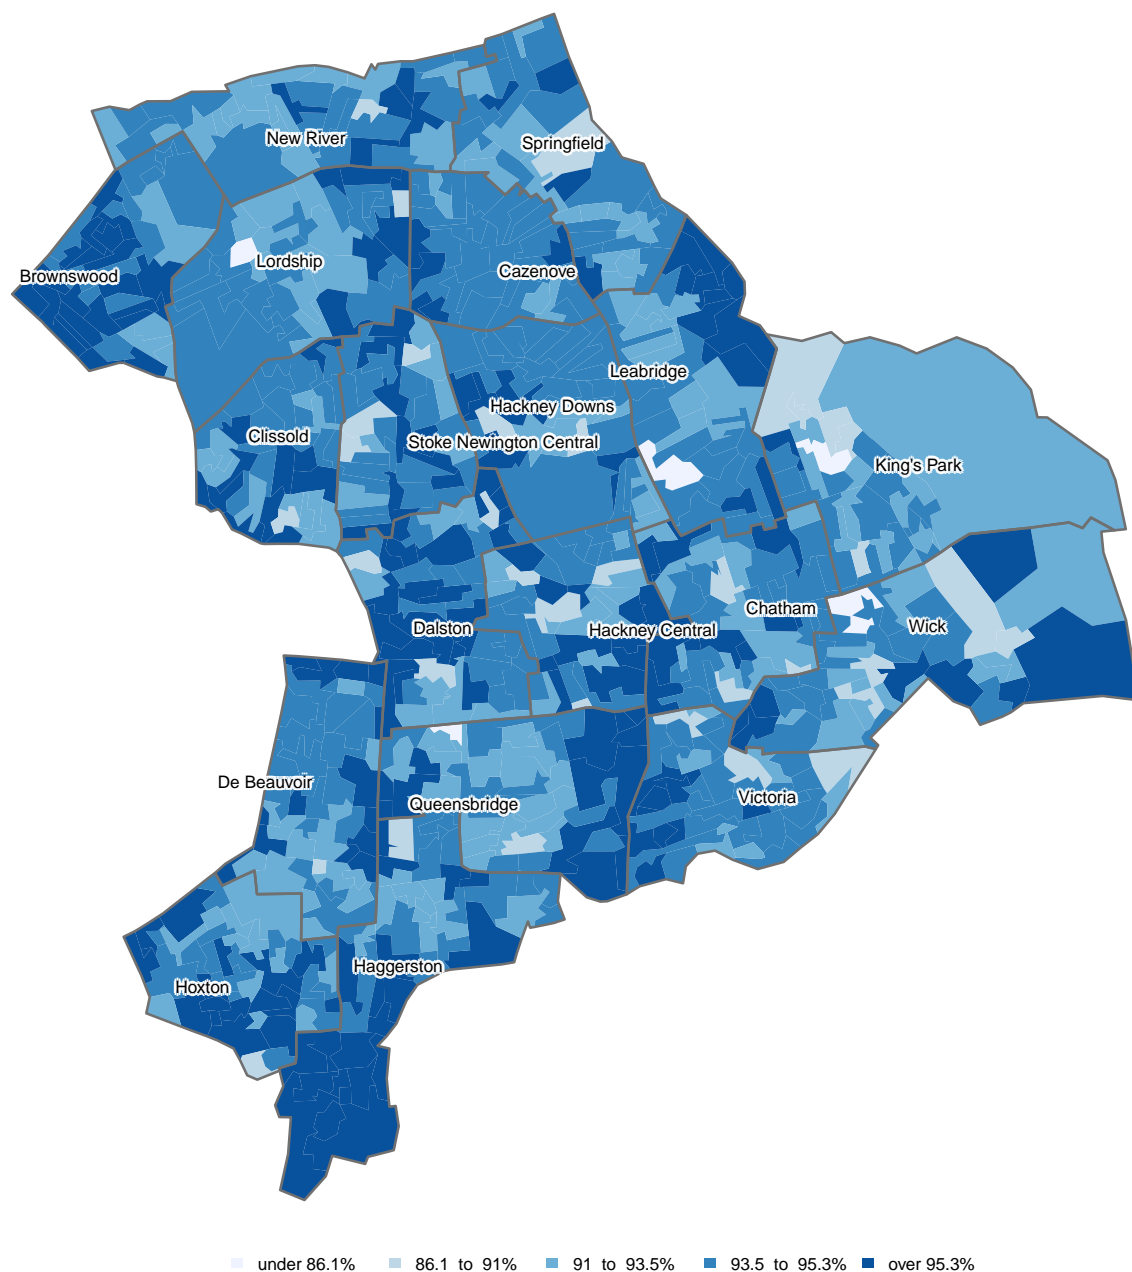 New River
Springfield
Lordship
Cazenove
Brownswood
Leabridge
Hackney Downs
Clissold
Stoke Newington Central
King's Park
Chatham
Wick
Dalston
Hackney Central
De Beauvoir
Queensbridge
Victoria
Haggerston
Hoxton
under 86.1% 86.1 to 91% 91 to 93.5% 93.5 to 95.3% over 95.3%